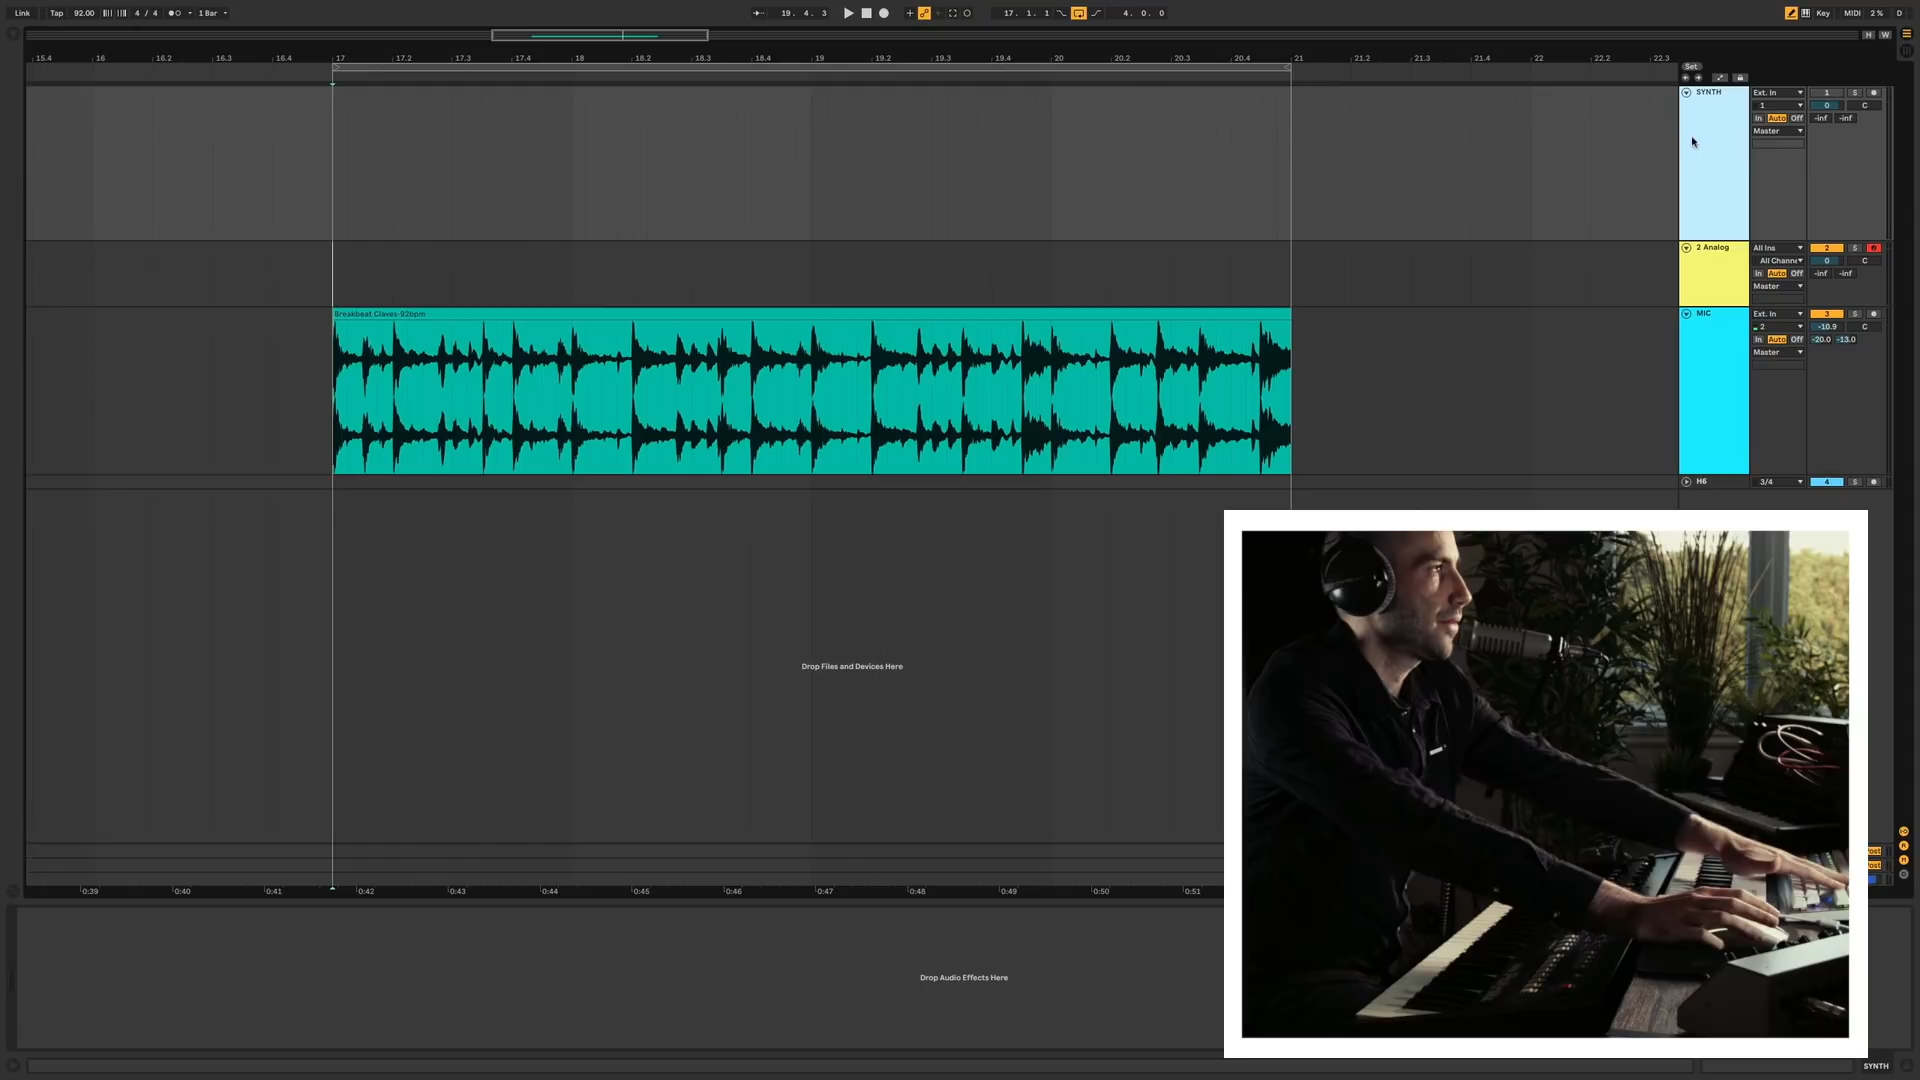 Link Tap 92.00 4 / 4 1 Bar 19. 4. 3 17. 1. 1 4. 0. 0 Key MIDI 2 % D
H W
15.4 16 16.2 16.3 16.4 17 17.2 17.3 17.4 18 18.2 18.3 18.4 19 19.2 19.3 19.4 20 20.2 20.3 20.4 21 21.2 21.3 21.4 22 22.2 22.3
Set
SYNTH Ext. In 1 S
1 0 C
In Auto Off -inf -inf
Master
2 Analog All Ins 2 S
All Channe 0 C
In Auto Off -inf -inf
Master
Breakbeat Claves-92bpm
MIC Ext. In 3 S
2 -10.9 C
In Auto Off -20.0 -13.0
Master
H6 3/4 4 S
Drop Files and Devices Here
Post
0:39 0:40 0:41 0:42 0:43 0:44 0:45 0:46 0:47 0:48 0:49 0:50 0:51
Drop Audio Effects Here
SYNTH